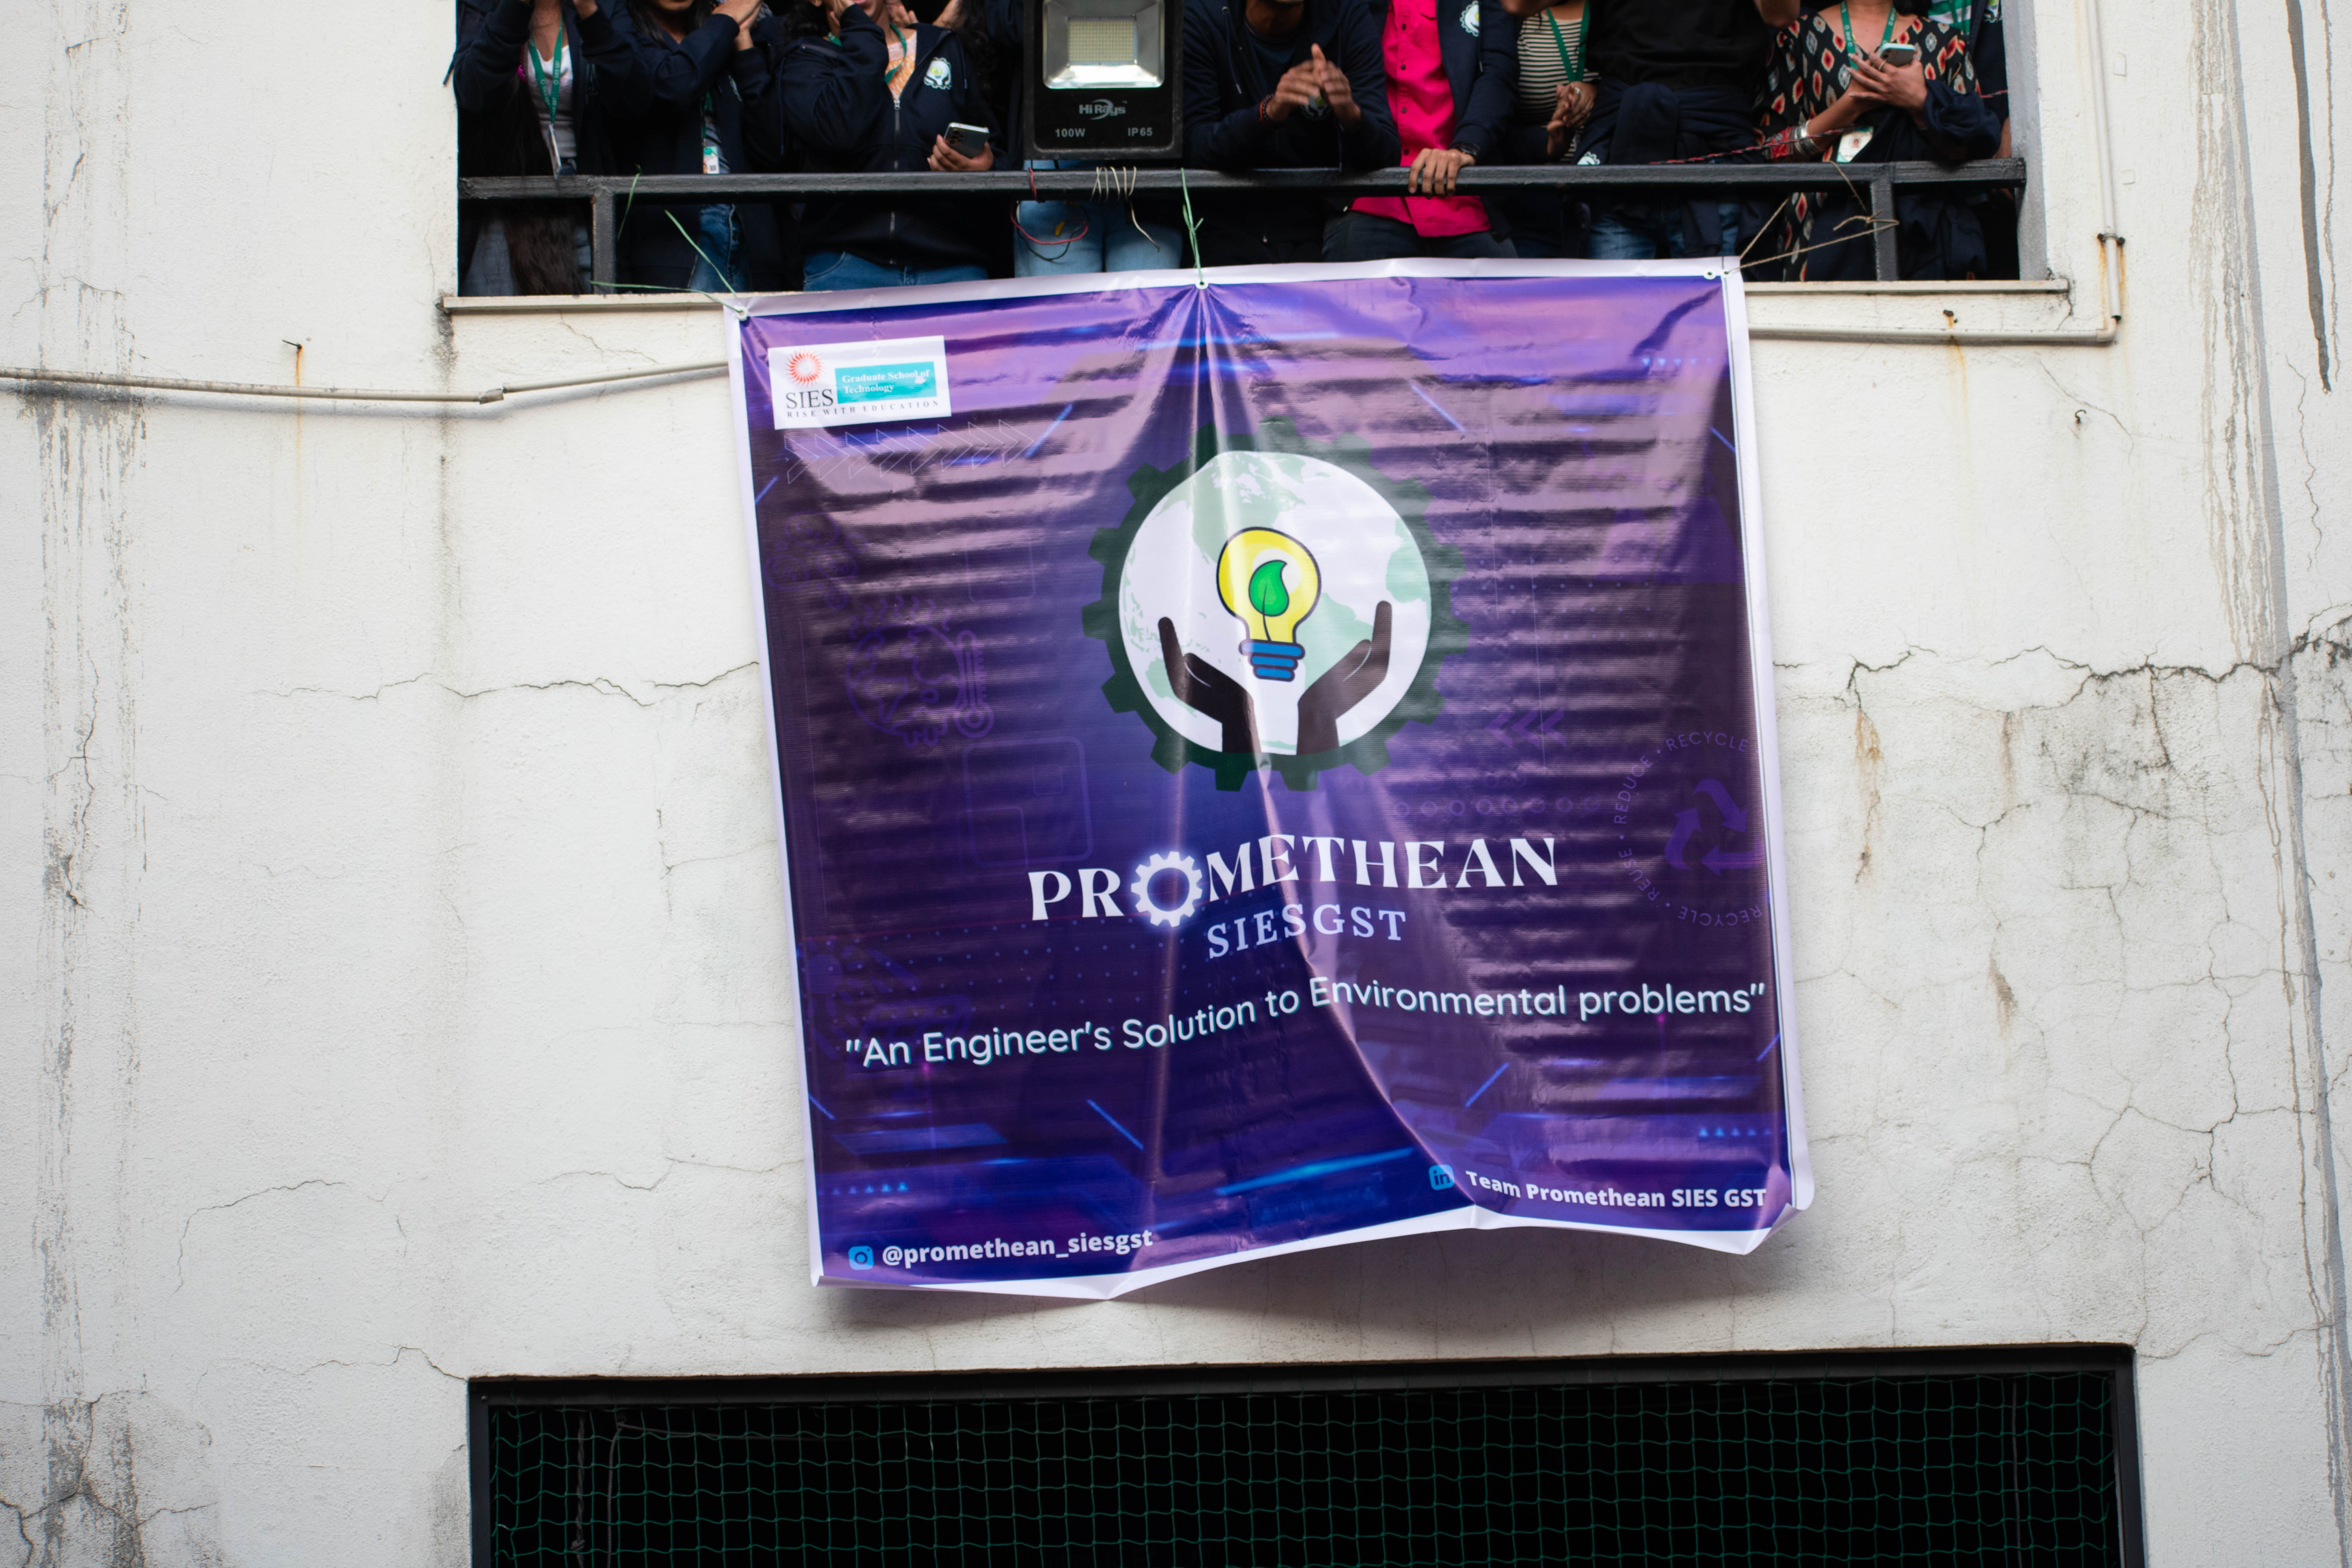 Hi Rays
100W IP65
SIES
Graduate School of
Technology
RISE WITH EDUCATION
REDUCE • RECYCLE
REUSE • RECYCLE
PROMETHEAN
SIESGST
"An Engineer's Solution to Environmental problems"
in Team Promethean SIES GST
@promethean_siesgst